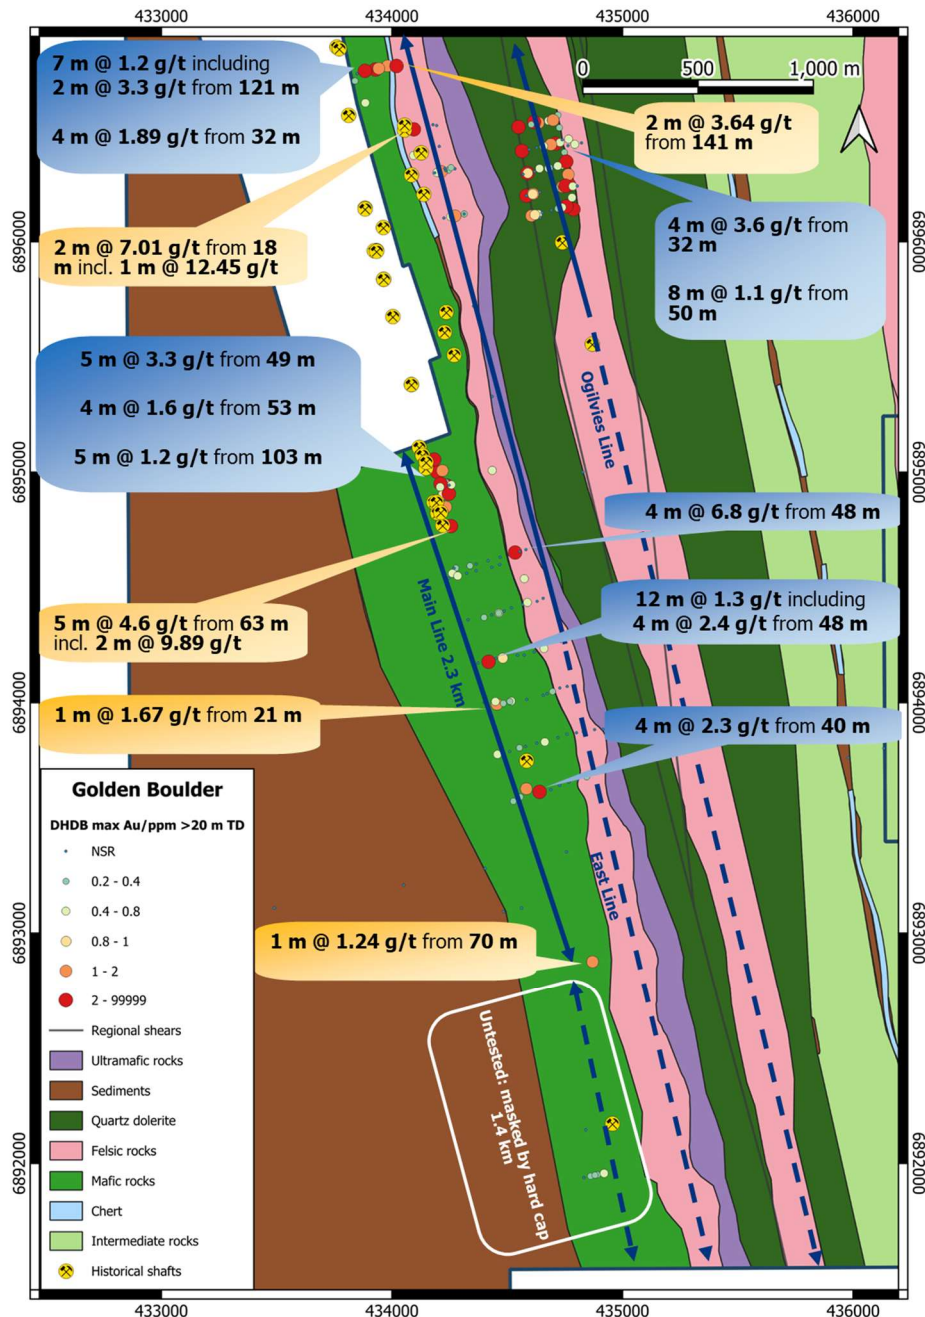 433000
434000
435000
436000
7 m @ 1.2 g/t including
2 m @ 3.3 g/t from 121 m
4 m @ 1.89 g/t from 32 m
0
500
1,000 m
2 m @ 3.64 g/t
from 141 m
2 m @ 7.01 g/t from 18
m incl. 1 m @ 12.45 g/t
4 m @ 3.6 g/t from
32 m
8 m @ 1.1 g/t from
50 m
6896000
6896000
5 m @ 3.3 g/t from 49 m
4 m @ 1.6 g/t from 53 m
5 m @ 1.2 g/t from 103 m
Ogilvies Line
6895000
6895000
4 m @ 6.8 g/t from 48 m
5 m @ 4.6 g/t from 63 m
incl. 2 m @ 9.89 g/t
Main Line 2.3 km
12 m @ 1.3 g/t including
4 m @ 2.4 g/t from 48 m
6894000
6894000
1 m @ 1.67 g/t from 21 m
4 m @ 2.3 g/t from 40 m
East Line
6893000
6893000
1 m @ 1.24 g/t from 70 m
Untested: masked by hard cap
1.4 km
6892000
6892000
Golden Boulder
DHDB max Au/ppm >20 m TD
NSR
0.2 - 0.4
0.4 - 0.8
0.8 - 1
1 - 2
2 - 99999
Regional shears
Ultramafic rocks
Sediments
Quartz dolerite
Felsic rocks
Mafic rocks
Chert
Intermediate rocks
Historical shafts
433000
434000
435000
436000